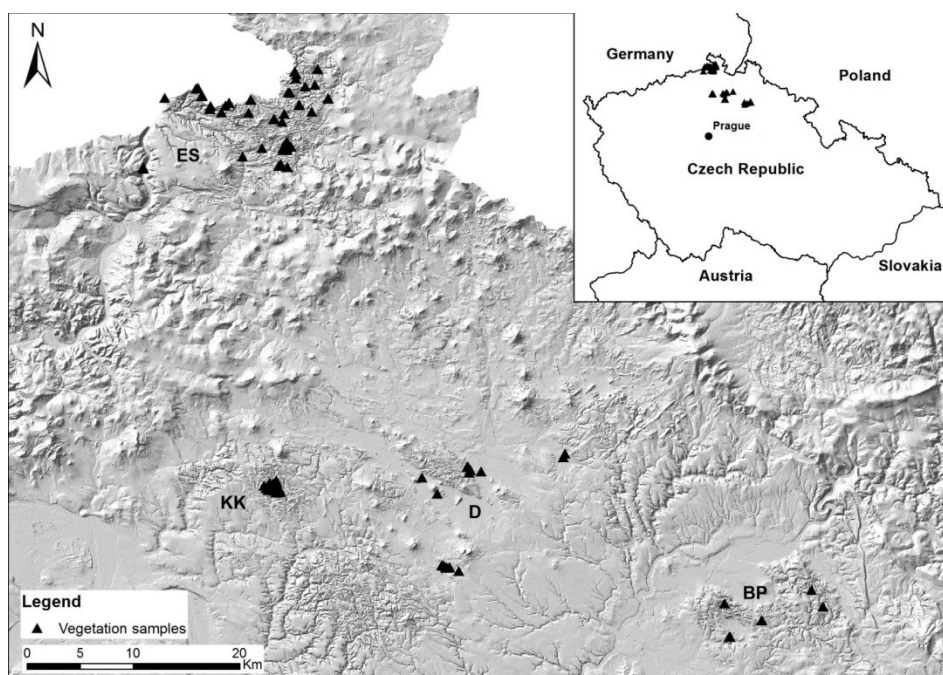 N
Germany
Poland
Prague
Czech Republic
Austria
Slovakia
ES
KK
D
BP
Legend
Vegetation samples
0 5 10 20
Km